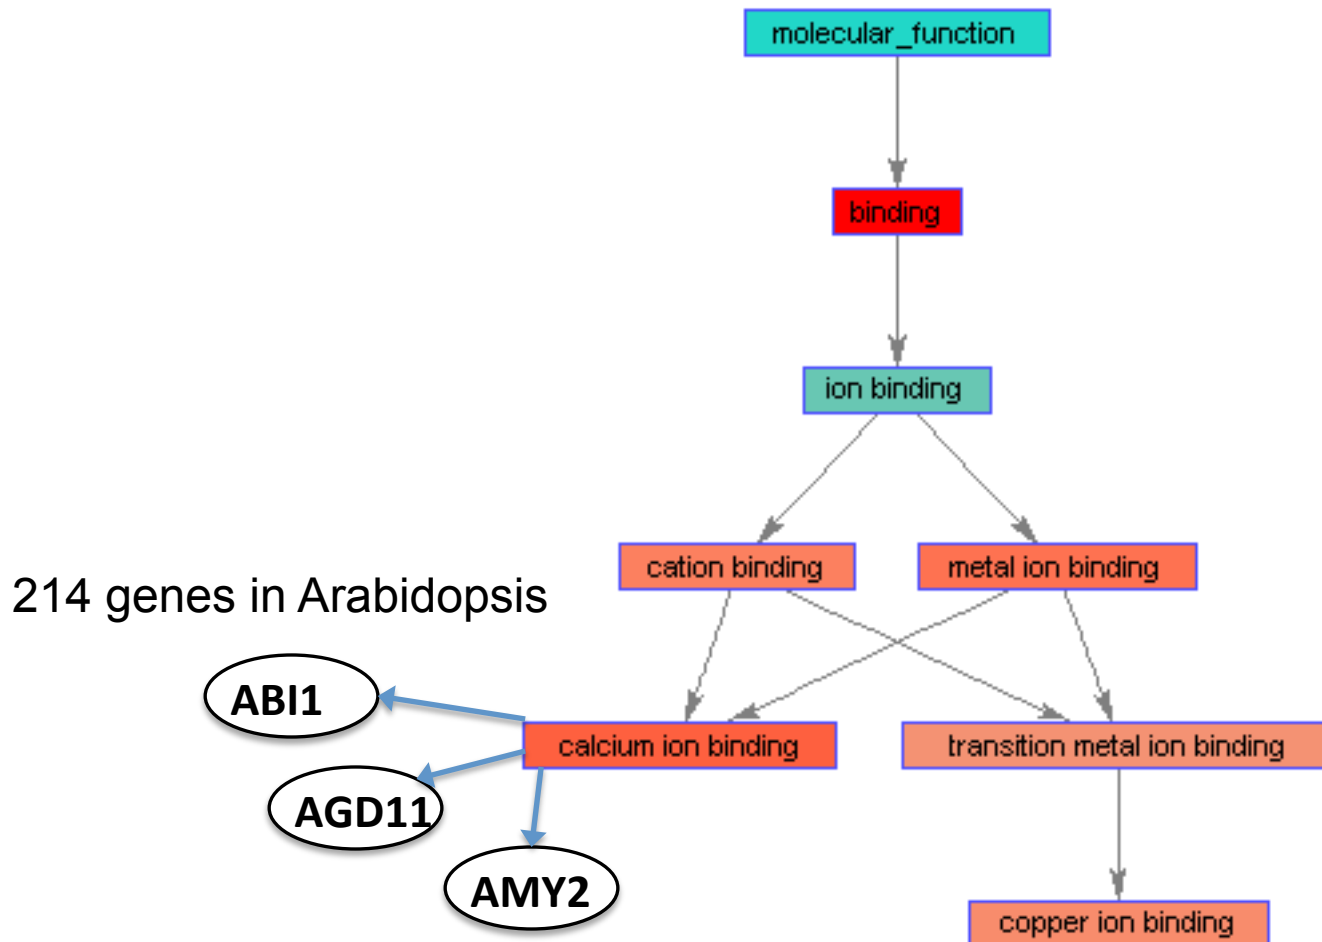 molecular_function
binding
ion binding
cation binding
metal ion binding
214 genes in Arabidopsis
ABI1
calcium ion binding
transition metal ion binding
AGD11
AMY2
copper ion binding